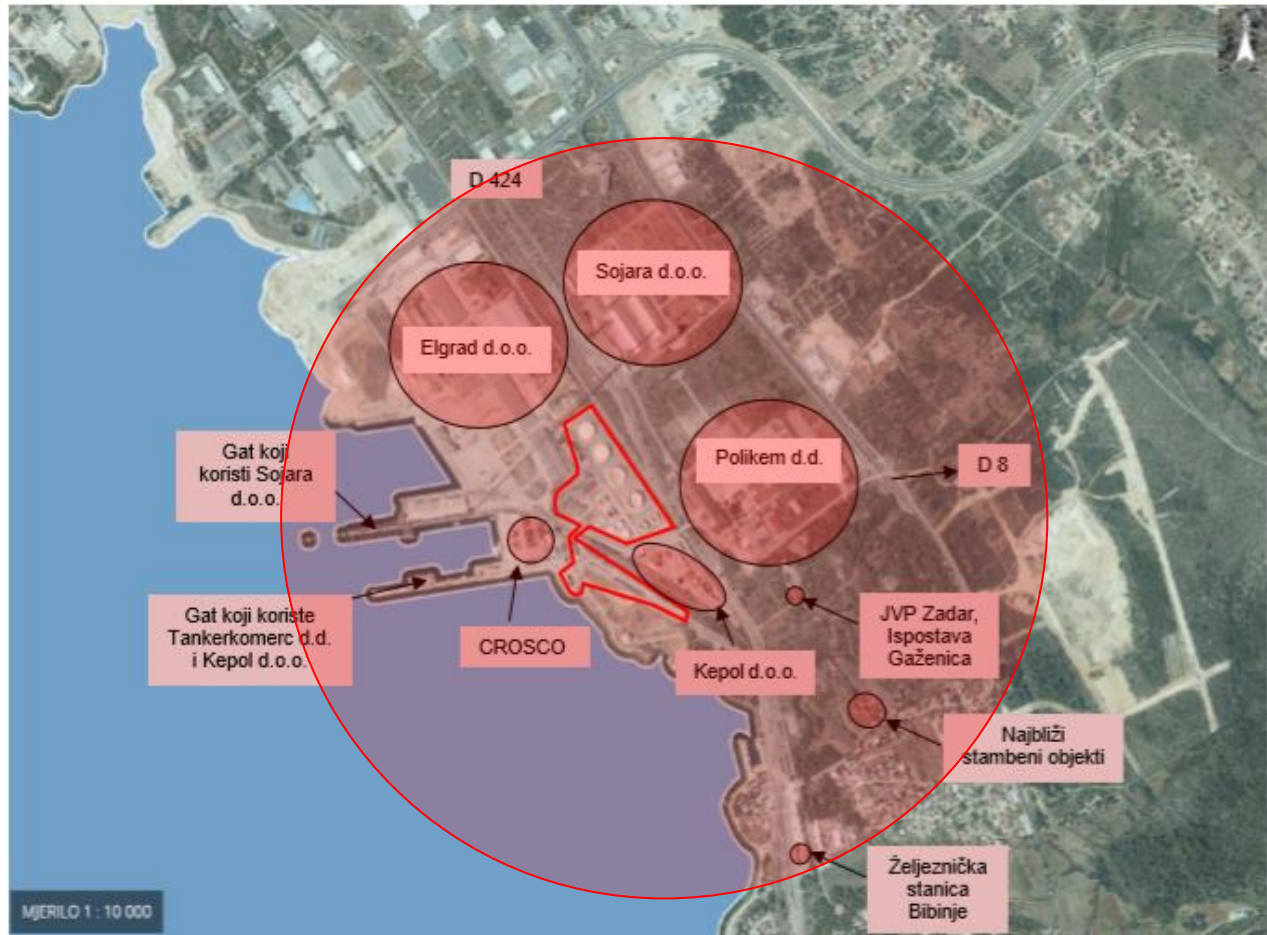 D 424
Sojara d.o.o.
Elgrad d.o.o.
Gat koji
koristi Sojara
d.o.o.
Polikem d.d.
D 8
Gat koji koriste
Tankerkomerc d.d.
i Kepol d.o.o.
CROSCO
Kepol d.o.o.
JVP Zadar,
Ispostava
Gaženica
Najbliži
stambeni objekti
Željeznička
stanica
Bibinje
MJERILO 1 : 10 000